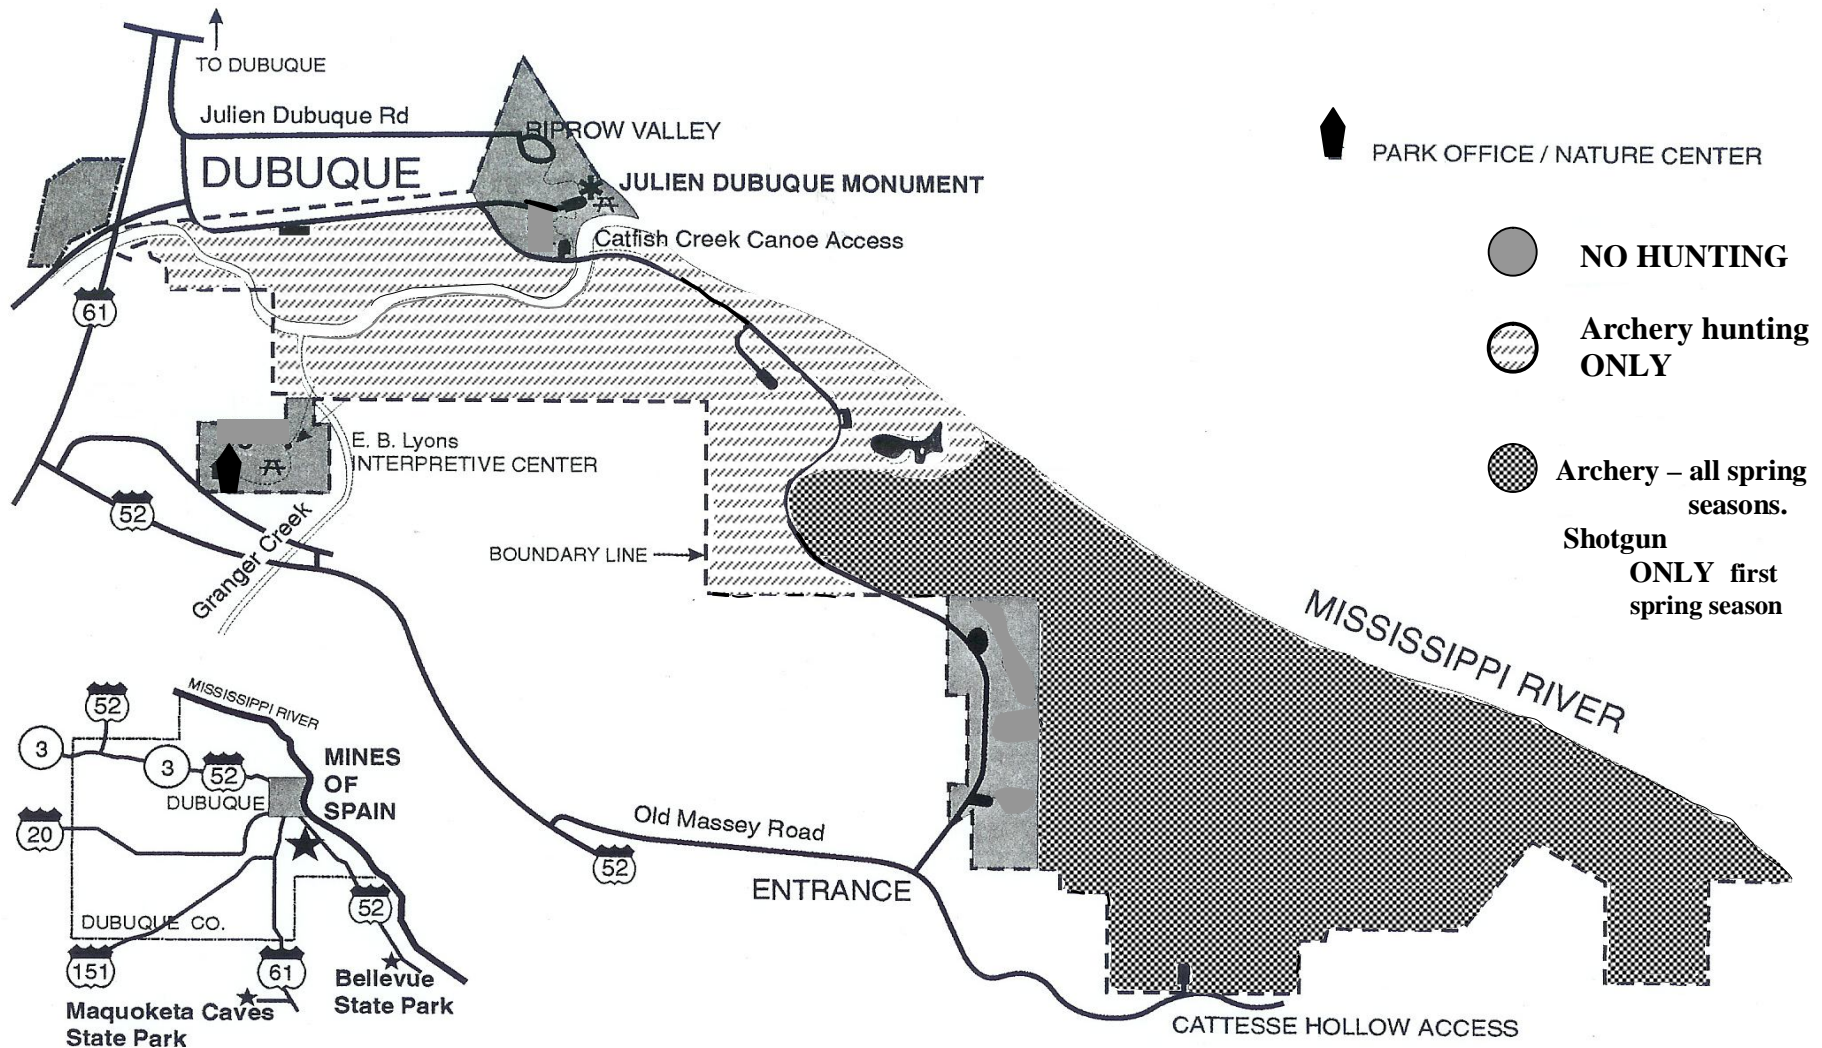 TO DUBUQUE
Julien Dubuque Rd
RIPROW VALLEY
DUBUQUE
JULIEN DUBUQUE MONUMENT
Catfish Creek Canoe Access
61
PARK OFFICE / NATURE CENTER
NO HUNTING
Archery hunting
ONLY
Archery – all spring
seasons.
Shotgun
ONLY first
spring season
E. B. Lyons
INTERPRETIVE CENTER
52
BOUNDARY LINE
Granger Creek
MISSISSIPPI RIVER
Old Massey Road
52
ENTRANCE
CATTESSE HOLLOW ACCESS
52
MISSISSIPPI RIVER
3
3
52
MINES
OF
SPAIN
DUBUQUE
20
52
DUBUQUE CO.
151
61
Bellevue
State Park
Maquoketa Caves
State Park